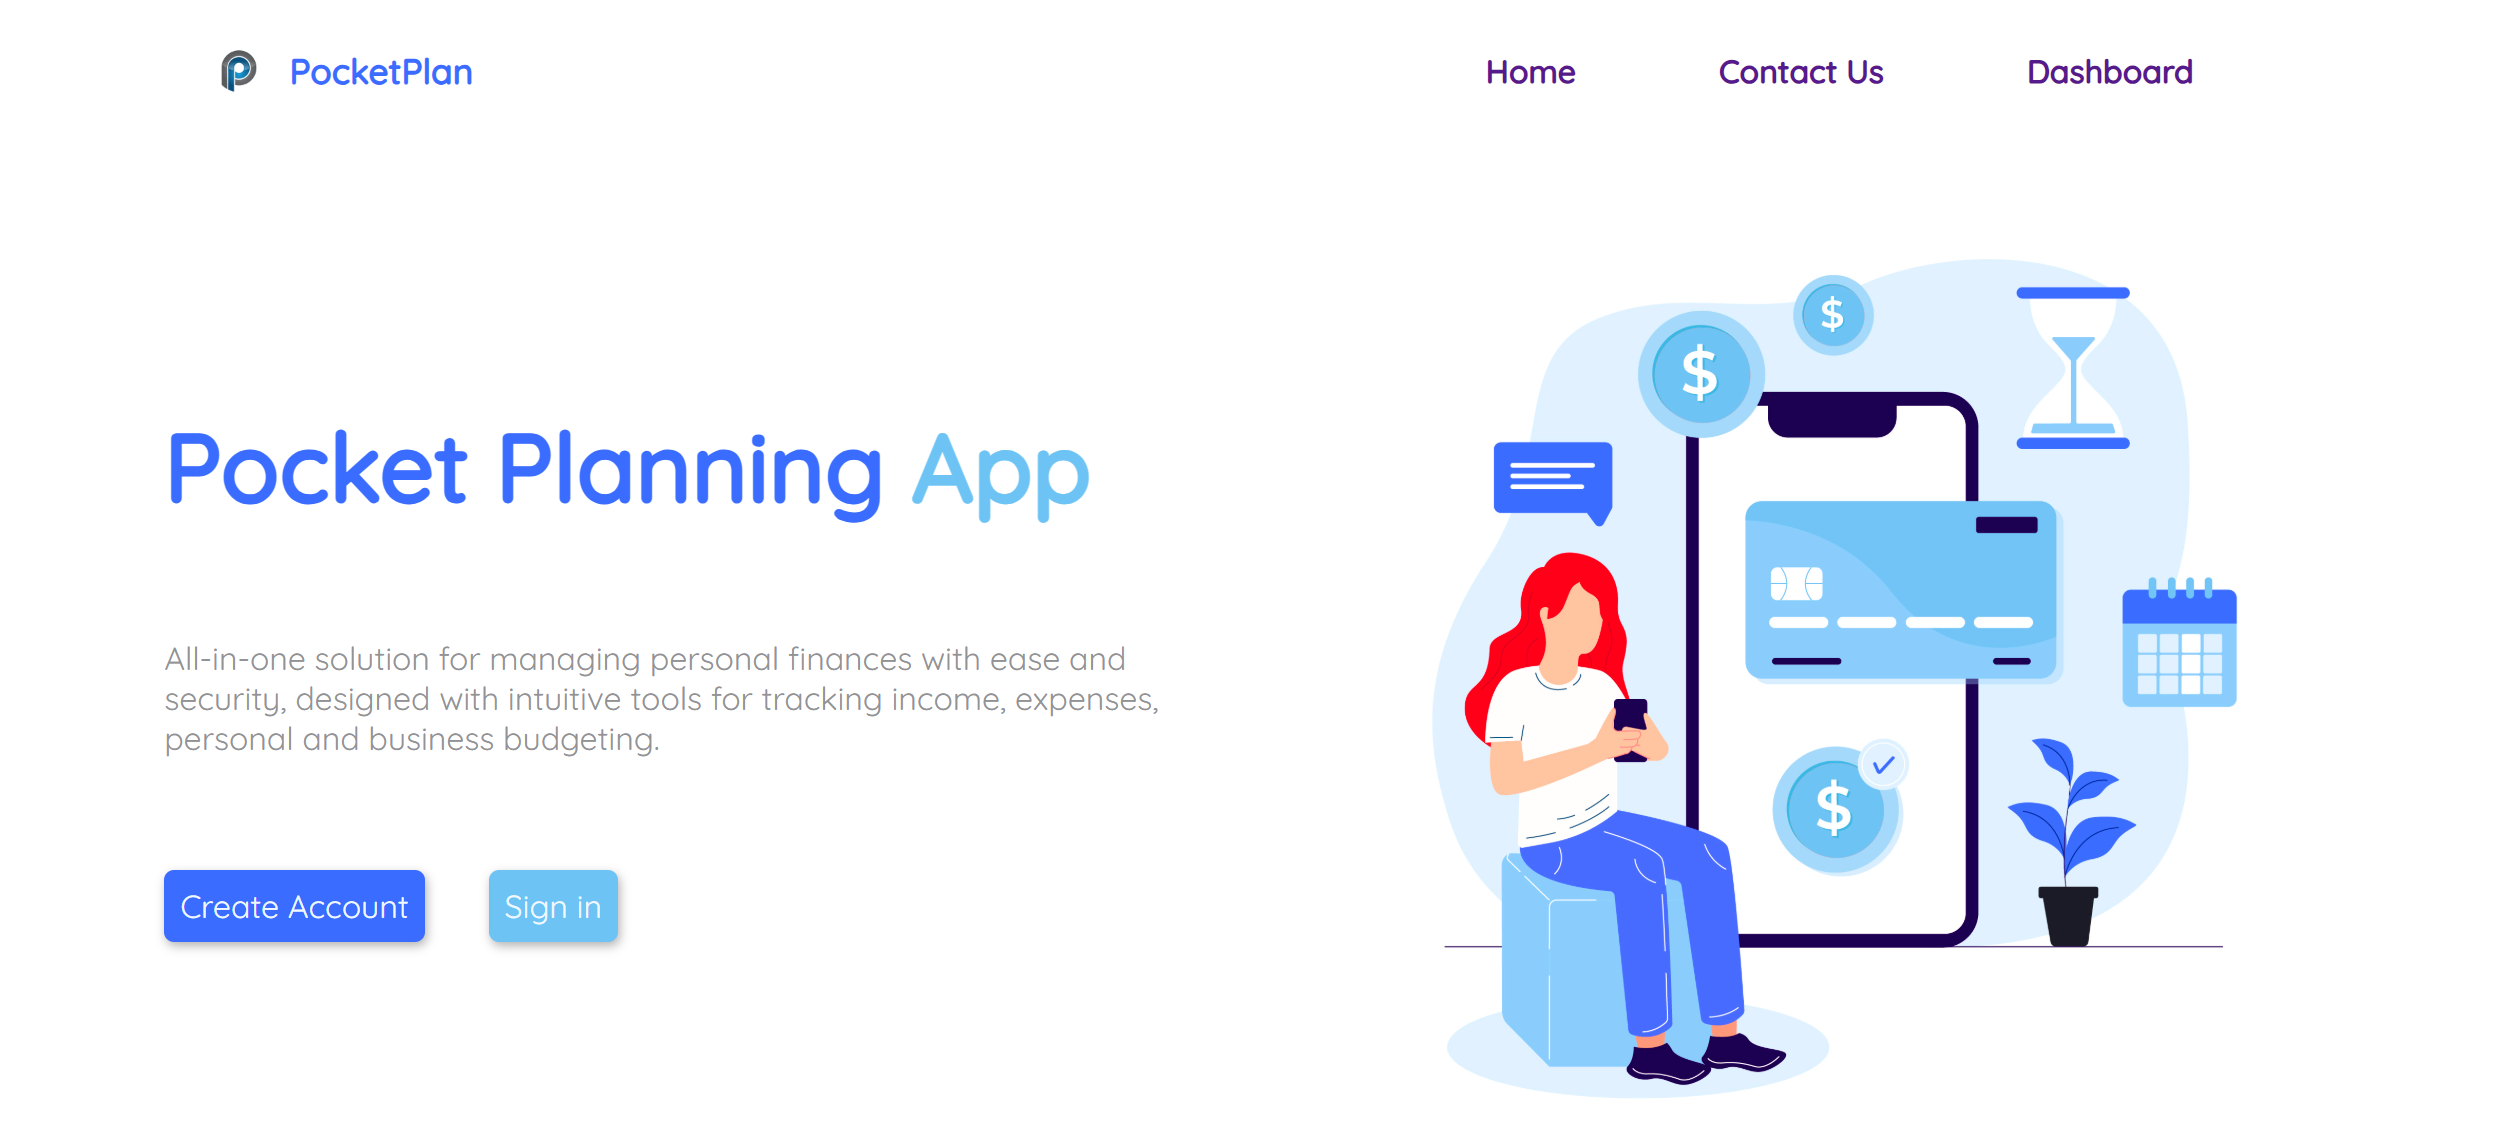 PocketPlan
Home
Contact Us
Dashboard
Pocket Planning App
All-in-one solution for managing personal finances with ease and
security, designed with intuitive tools for tracking income, expenses,
personal and business budgeting.
Create Account
Sign in
$
$
$